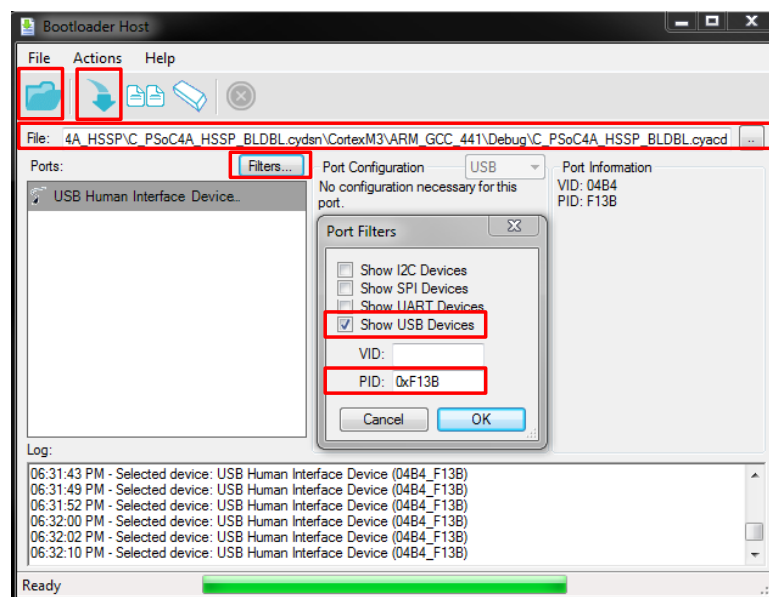 Bootloader Host
File Actions Help
File: 4A_HSSP\C_PSoC4A_HSSP_BLDBL.cydsn\CortexM3\ARM_GCC_441\Debug\C_PSoC4A_HSSP_BLDBL.cyacd ..
Ports: Filters...
USB Human Interface Device..
Port Configuration USB
No configuration necessary for this
port.
Port Information
VID: 04B4
PID: F13B
Port Filters
Show I2C Devices
Show SPI Devices
Show UART Devices
Show USB Devices
VID:
PID: 0xF13B
Cancel OK
Log:
06:31:43 PM - Selected device: USB Human Interface Device (04B4_F13B)
06:31:49 PM - Selected device: USB Human Interface Device (04B4_F13B)
06:31:52 PM - Selected device: USB Human Interface Device (04B4_F13B)
06:32:00 PM - Selected device: USB Human Interface Device (04B4_F13B)
06:32:02 PM - Selected device: USB Human Interface Device (04B4_F13B)
06:32:10 PM - Selected device: USB Human Interface Device (04B4_F13B)
Ready